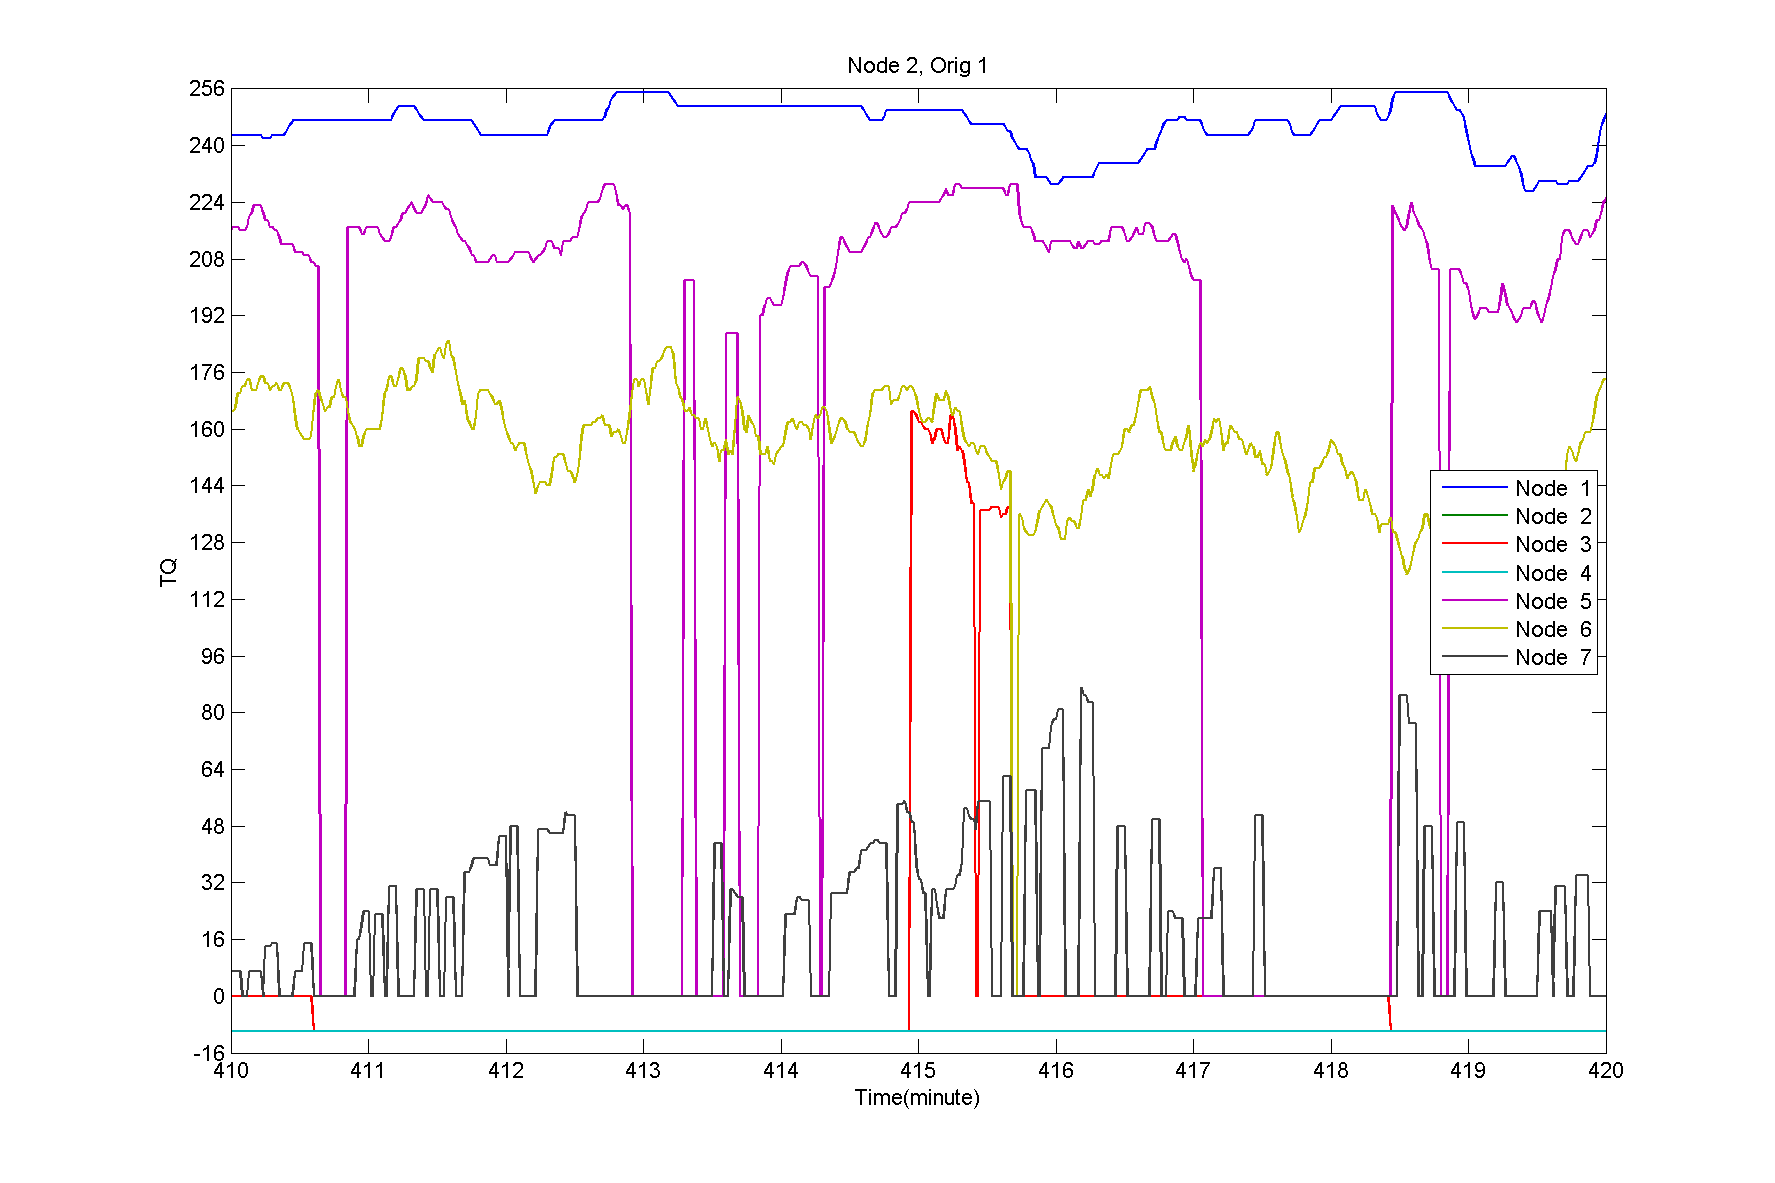 Node 2, Orig 1
256
240
224
208
192
176
160
144
128
112
96
80
64
48
32
16
0
-16
TQ
Node 1
Node 2
Node 3
Node 4
Node 5
Node 6
Node 7
410 411 412 413 414 415 416 417 418 419 420
Time(minute)